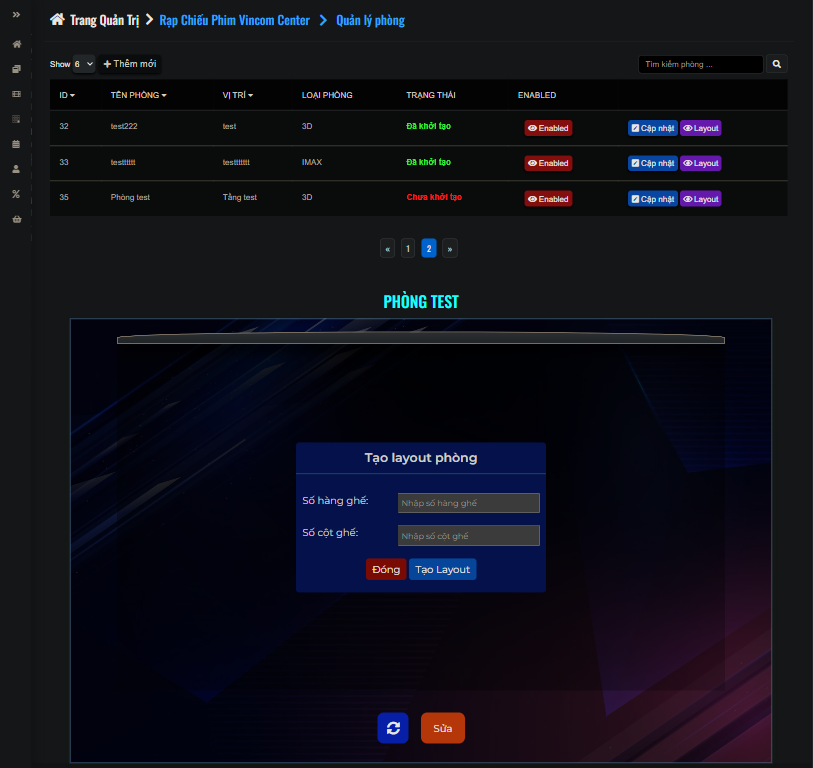 Trang Quản Trị Rạp Chiếu Phim Vincom Center Quản lý phòng
Show 6 Thêm mới Tìm kiếm phòng ...
ID TÊN PHÒNG VỊ TRÍ LOẠI PHÒNG TRẠNG THÁI ENABLED
32 test222 test 3D Đã khởi tạo Enabled Cập nhật Layout
33 testttttt testtttttt IMAX Đã khởi tạo Enabled Cập nhật Layout
35 Phòng test Tầng test 3D Chưa khởi tạo Enabled Cập nhật Layout
« 1 2 »
PHÒNG TEST
Tạo layout phòng
Số hàng ghế: Nhập số hàng ghế
Số cột ghế: Nhập số cột ghế
Đóng Tạo Layout
Sửa